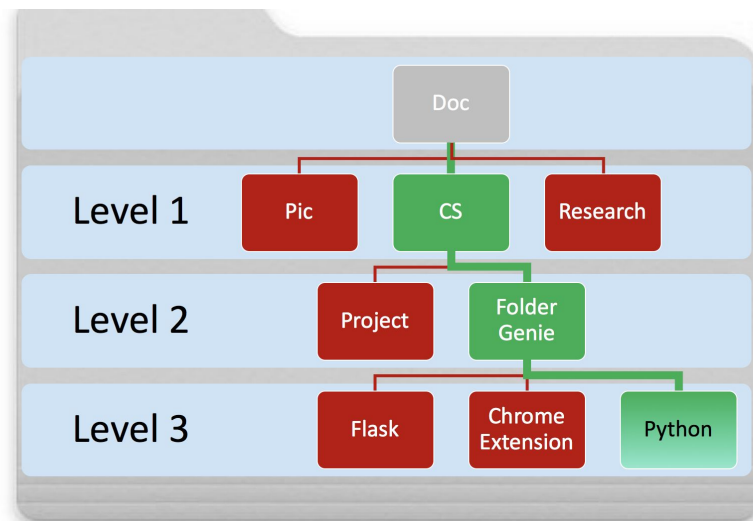 Doc
Level 1
Pic
CS
Research
Level 2
Project
Folder
Genie
Level 3
Flask
Chrome
Extension
Python